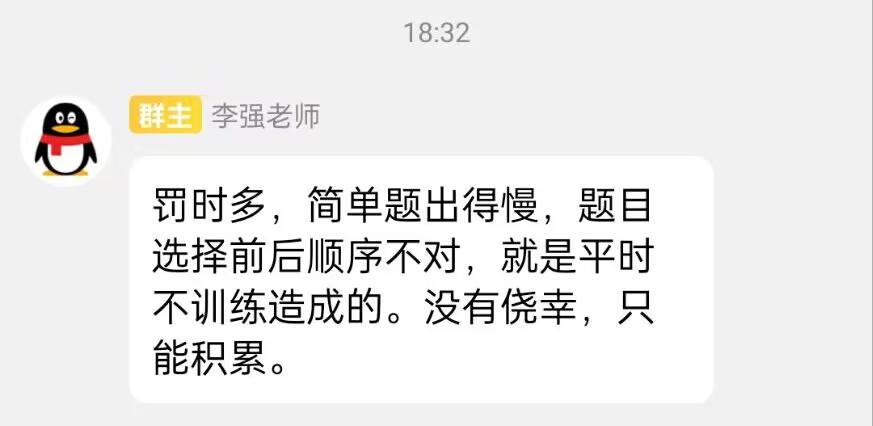 18:32
群主 李强老师
罚时多，简单题出得慢，题目
选择前后顺序不对，就是平时
不训练造成的。没有侥幸，只
能积累。